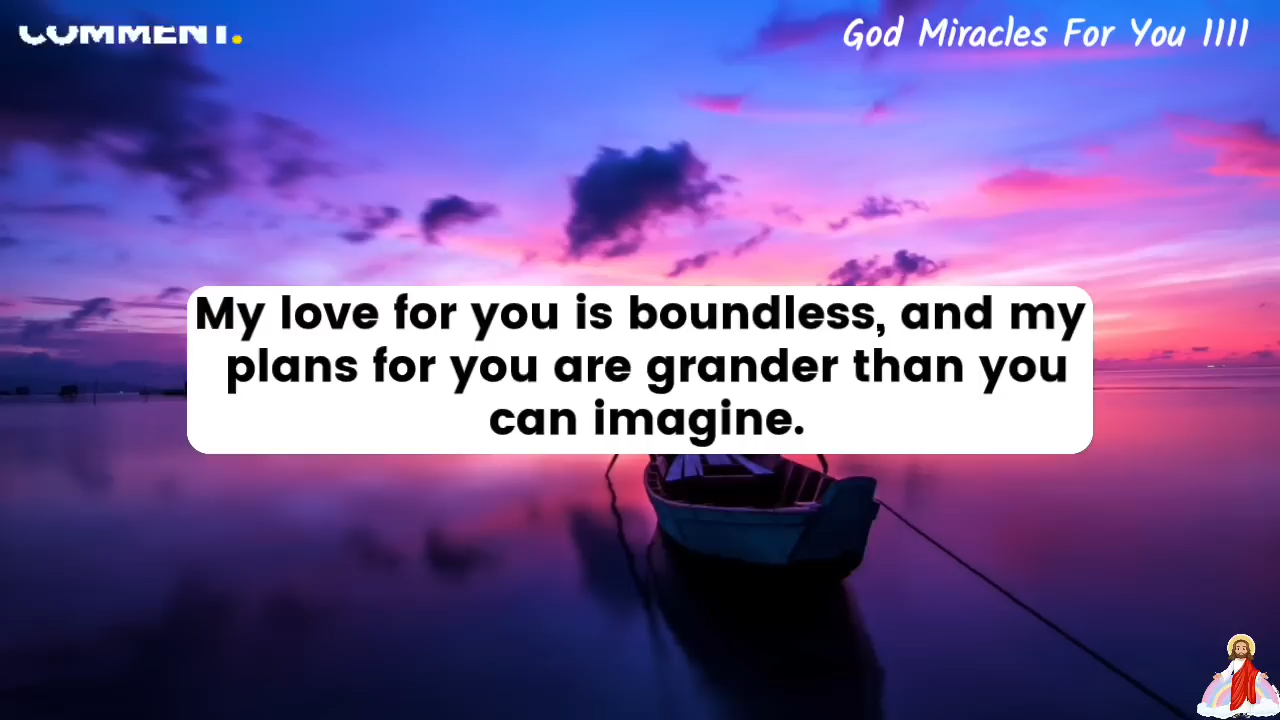 COMMENT.
God Miracles For You 1111
My love for you is boundless, and my
plans for you are grander than you
can imagine.